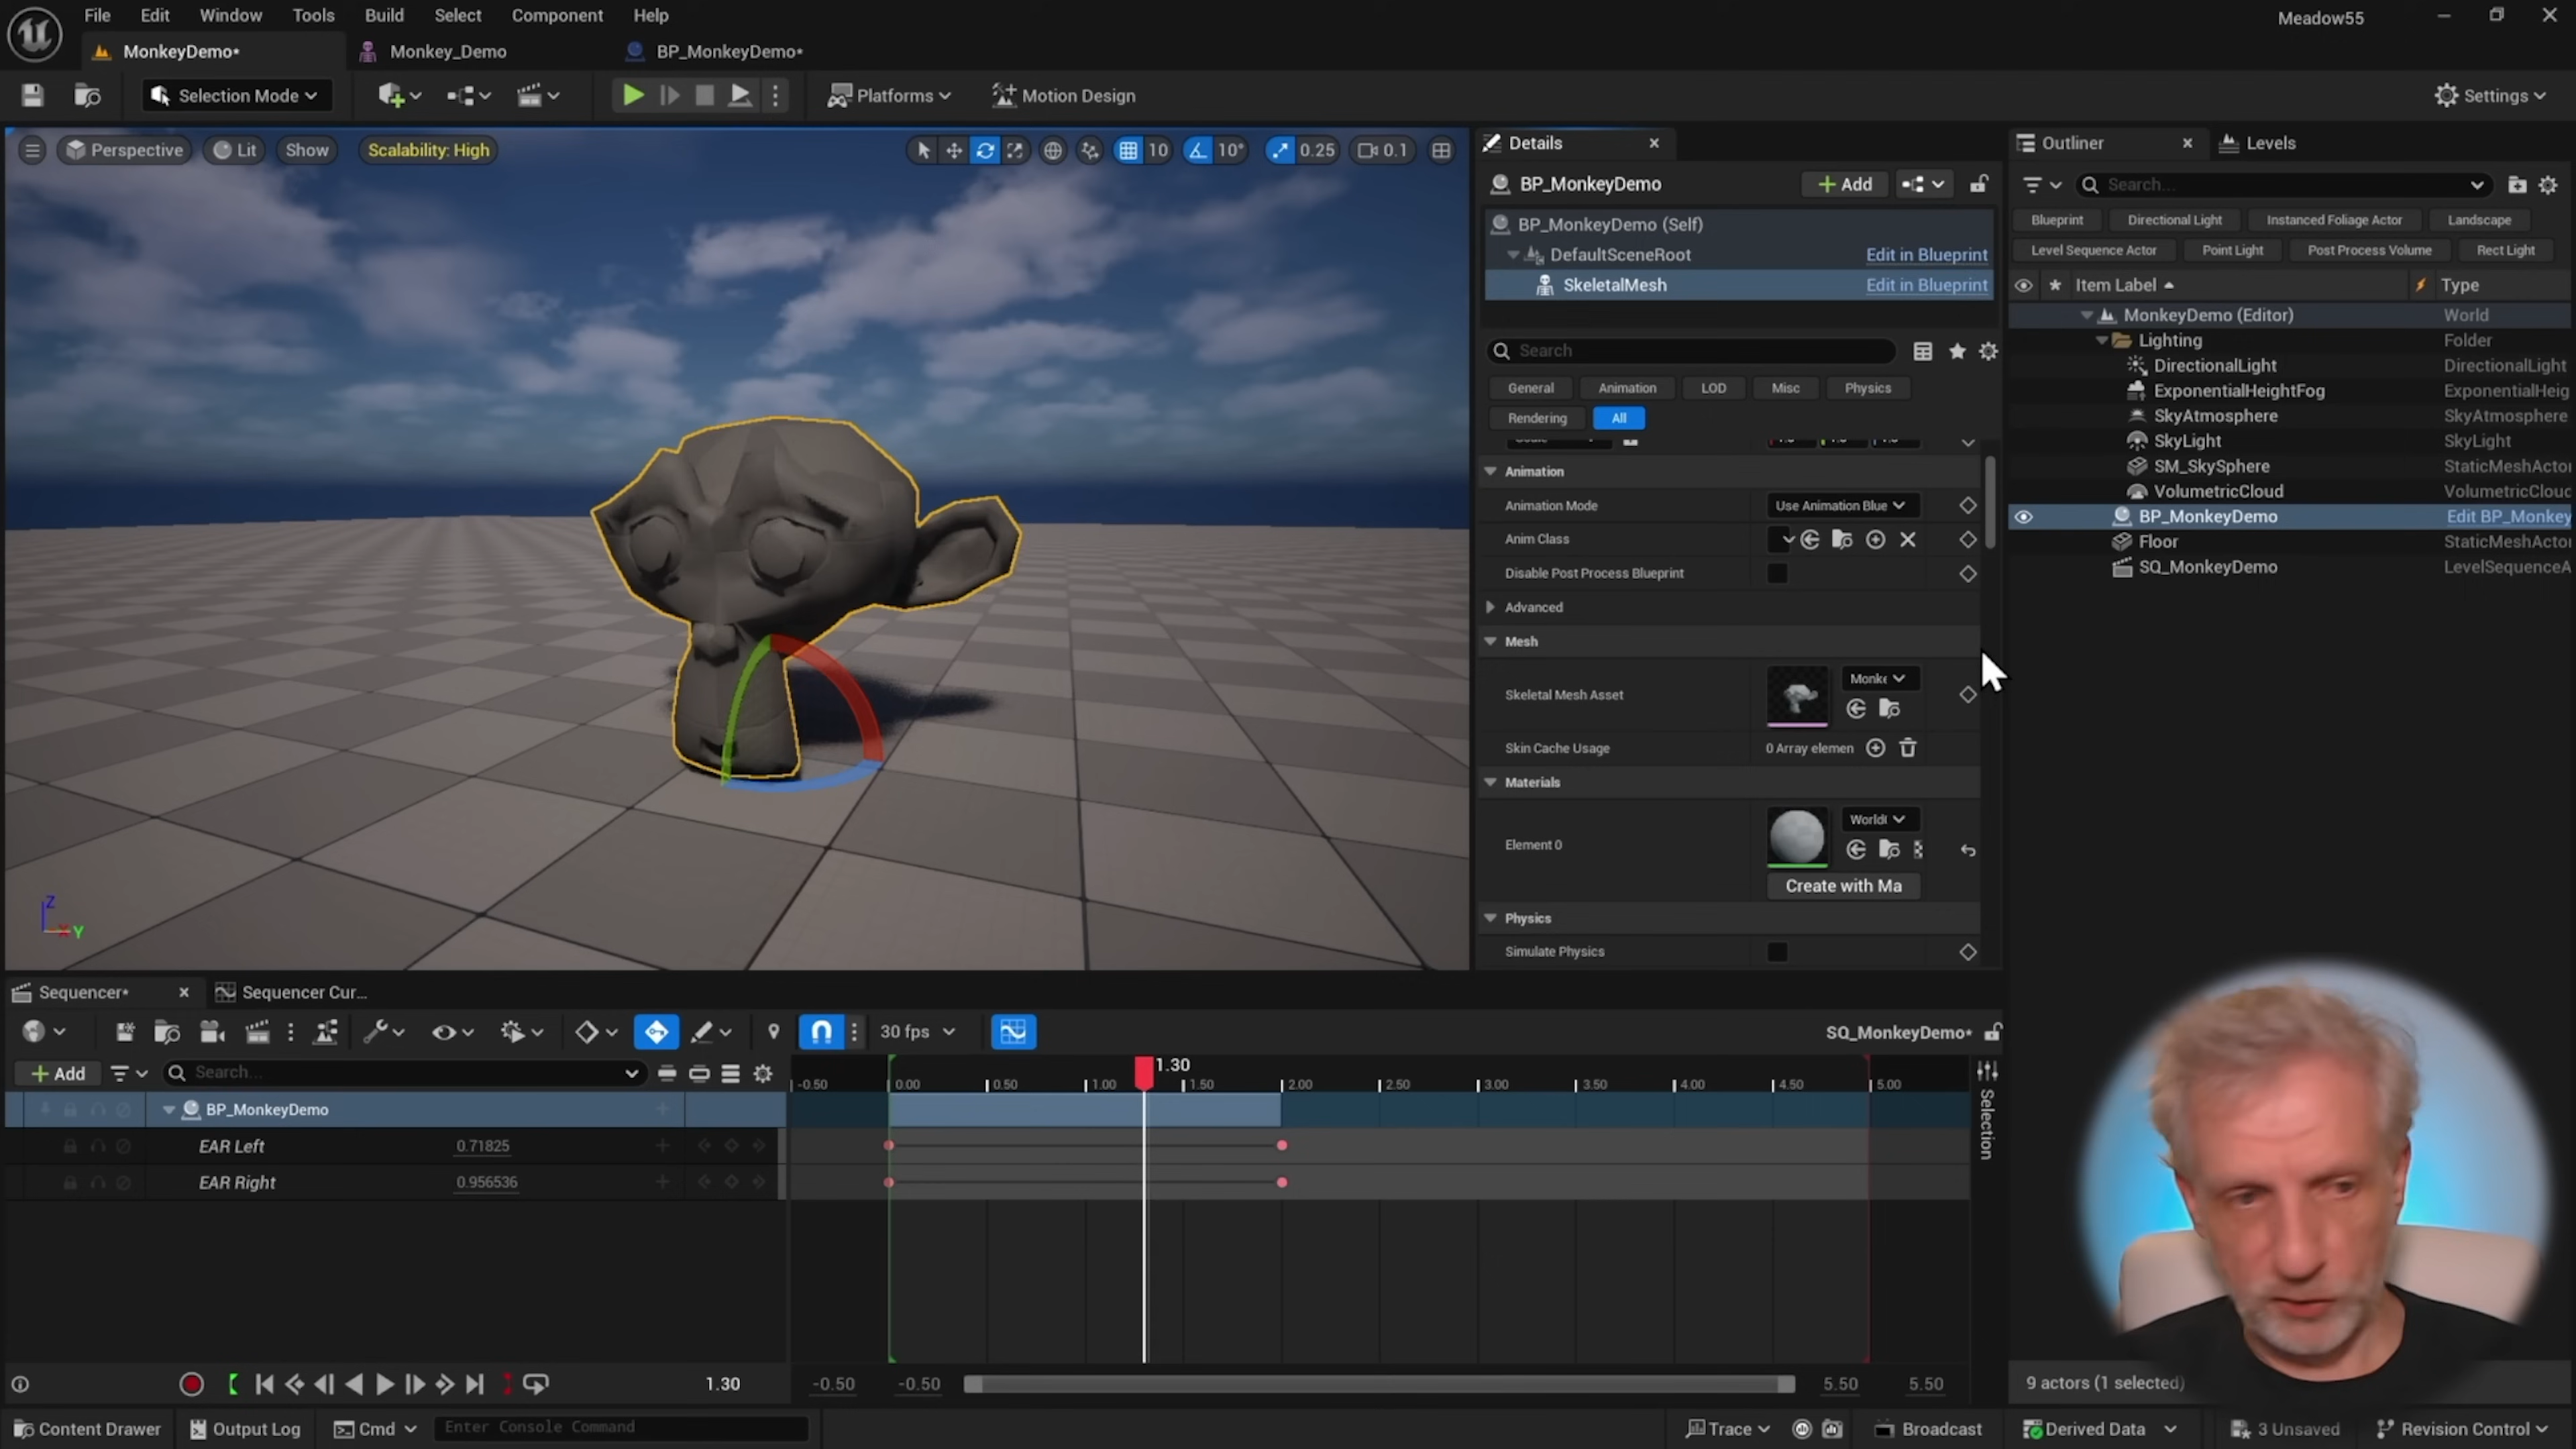 File Edit Window Tools Build Select Component Help
Meadow55
MonkeyDemo*
Monkey_Demo
BP_MonkeyDemo*
Selection Mode
Platforms
Motion Design
Settings
Perspective
Lit
Show
Scalability: High
10
10°
0.25
0.1
Z
Y
Details
BP_MonkeyDemo
Add
BP_MonkeyDemo (Self)
DefaultSceneRoot
Edit in Blueprint
SkeletalMesh
Edit in Blueprint
Search
General
Animation
LOD
Misc
Physics
Rendering
All
Animation
Animation Mode
Use Animation Blue
Anim Class
Disable Post Process Blueprint
Advanced
Mesh
Skeletal Mesh Asset
Monke
Skin Cache Usage
0 Array elemen
Materials
Element 0
World
Create with Ma
Physics
Simulate Physics
Outliner
Levels
Search...
Blueprint
Directional Light
Instanced Foliage Actor
Landscape
Level Sequence Actor
Point Light
Post Process Volume
Rect Light
Item Label
Type
MonkeyDemo (Editor)
World
Lighting
Folder
DirectionalLight
DirectionalLight
ExponentialHeightFog
ExponentialHeig
SkyAtmosphere
SkyAtmosphere
SkyLight
SkyLight
SM_SkySphere
StaticMeshActo
VolumetricCloud
VolumetricCloud
BP_MonkeyDemo
Edit BP_Monkey
Floor
StaticMeshActo
SQ_MonkeyDemo
LevelSequenceA
9 actors (1 selected)
Sequencer*
Sequencer Cur...
30 fps
SQ_MonkeyDemo*
Add
Search...
1.30
-0.50 0.00 0.50 1.00 1.50 2.00 2.50 3.00 3.50 4.00 4.50 5.00
BP_MonkeyDemo
EAR Left
0.71825
EAR Right
0.956536
Selection
1.30
-0.50
-0.50
5.50
5.50
Content Drawer
Output Log
Cmd
Enter Console Command
Trace
Broadcast
Derived Data
3 Unsaved
Revision Control